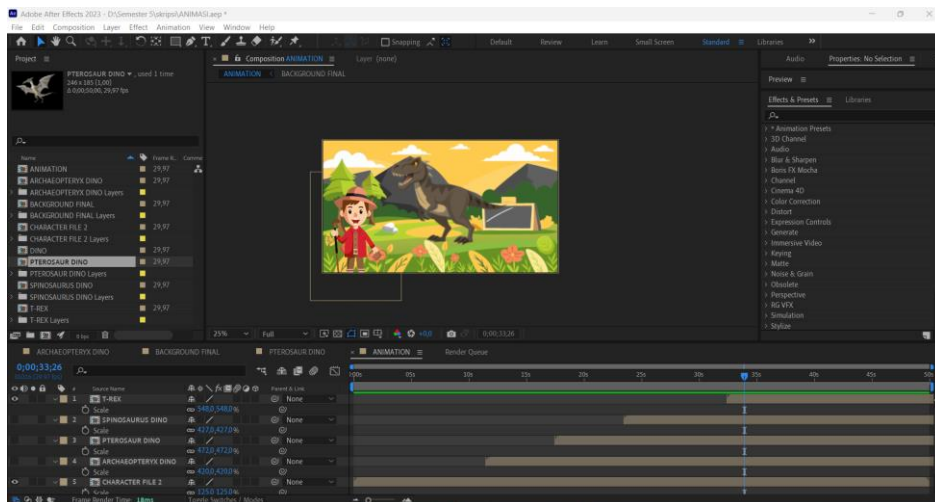 Adobe After Effects 2023 - D:\Semester 5\skripsi\ANIMASI.aep *
File Edit Composition Layer Effect Animation View Window Help
Snapping Default Review Learn Small Screen Standard Libraries
Project
Composition ANIMATION Layer (none)
Audio Properties: No Selection
PTEROSAUR DINO , used 1 time
246 x 185 (1,00)
Δ 0;00;50;00, 29,97 fps
ANIMATION BACKGROUND FINAL
Preview
Effects & Presets Libraries
* Animation Presets
3D Channel
Audio
Blur & Sharpen
Boris FX Mocha
Channel
Cinema 4D
Color Correction
Distort
Expression Controls
Generate
Immersive Video
Keying
Matte
Noise & Grain
Obsolete
Perspective
RG VFX
Simulation
Stylize
Name Frame R.. Comme
ANIMATION 29,97
ARCHAEOPTERYX DINO 29,97
ARCHAEOPTERYX DINO Layers
BACKGROUND FINAL 29,97
BACKGROUND FINAL Layers
CHARACTER FILE 2 29,97
CHARACTER FILE 2 Layers
DINO 29,97
PTEROSAUR DINO 29,97
PTEROSAUR DINO Layers
SPINOSAURUS DINO 29,97
SPINOSAURUS DINO Layers
T-REX 29,97
T-REX Layers
8 bpc
25% Full +0,0 0;00;33;26
ARCHAEOPTERYX DINO BACKGROUND FINAL PTEROSAUR DINO ANIMATION Render Queue
0;00;33;26
05s 10s 15s 20s 25s 30s 35s 40s 45s 50s
# Source Name Parent & Link
1 T-REX None
Scale 548,0,548,0%
2 SPINOSAURUS DINO None
Scale 427,0,427,0%
3 PTEROSAUR DINO None
Scale 472,0,472,0%
4 ARCHAEOPTERYX DINO None
Scale 420,0,420,0%
5 CHARACTER FILE 2 None
Scale 125,0,125,0%
Frame Render Time: 18ms Toggle Switches / Modes